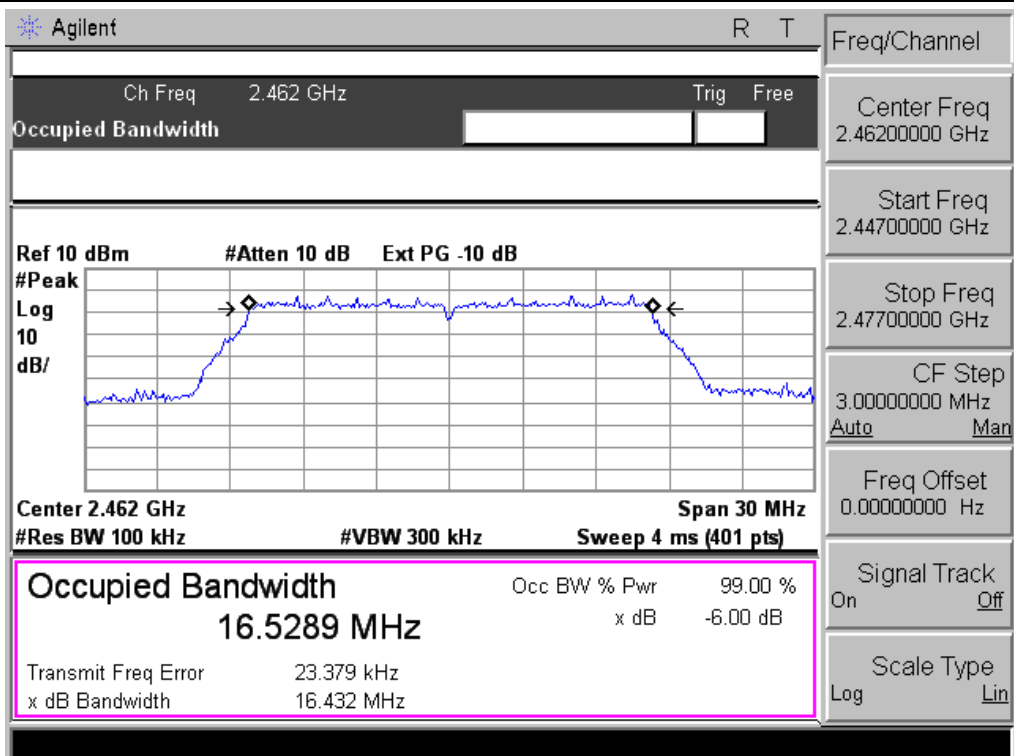 Agilent R T
Ch Freq 2.462 GHz Trig Free
Occupied Bandwidth
Ref 10 dBm #Atten 10 dB Ext PG -10 dB
#Peak
Log
10
dB/
Center 2.462 GHz Span 30 MHz
#Res BW 100 kHz #VBW 300 kHz Sweep 4 ms (401 pts)
Occupied Bandwidth Occ BW % Pwr 99.00 %
16.5289 MHz x dB -6.00 dB
Transmit Freq Error 23.379 kHz
x dB Bandwidth 16.432 MHz
Freq/Channel
Center Freq
2.46200000 GHz
Start Freq
2.44700000 GHz
Stop Freq
2.47700000 GHz
CF Step
3.00000000 MHz
Auto Man
Freq Offset
0.00000000 Hz
Signal Track
On Off
Scale Type
Log Lin